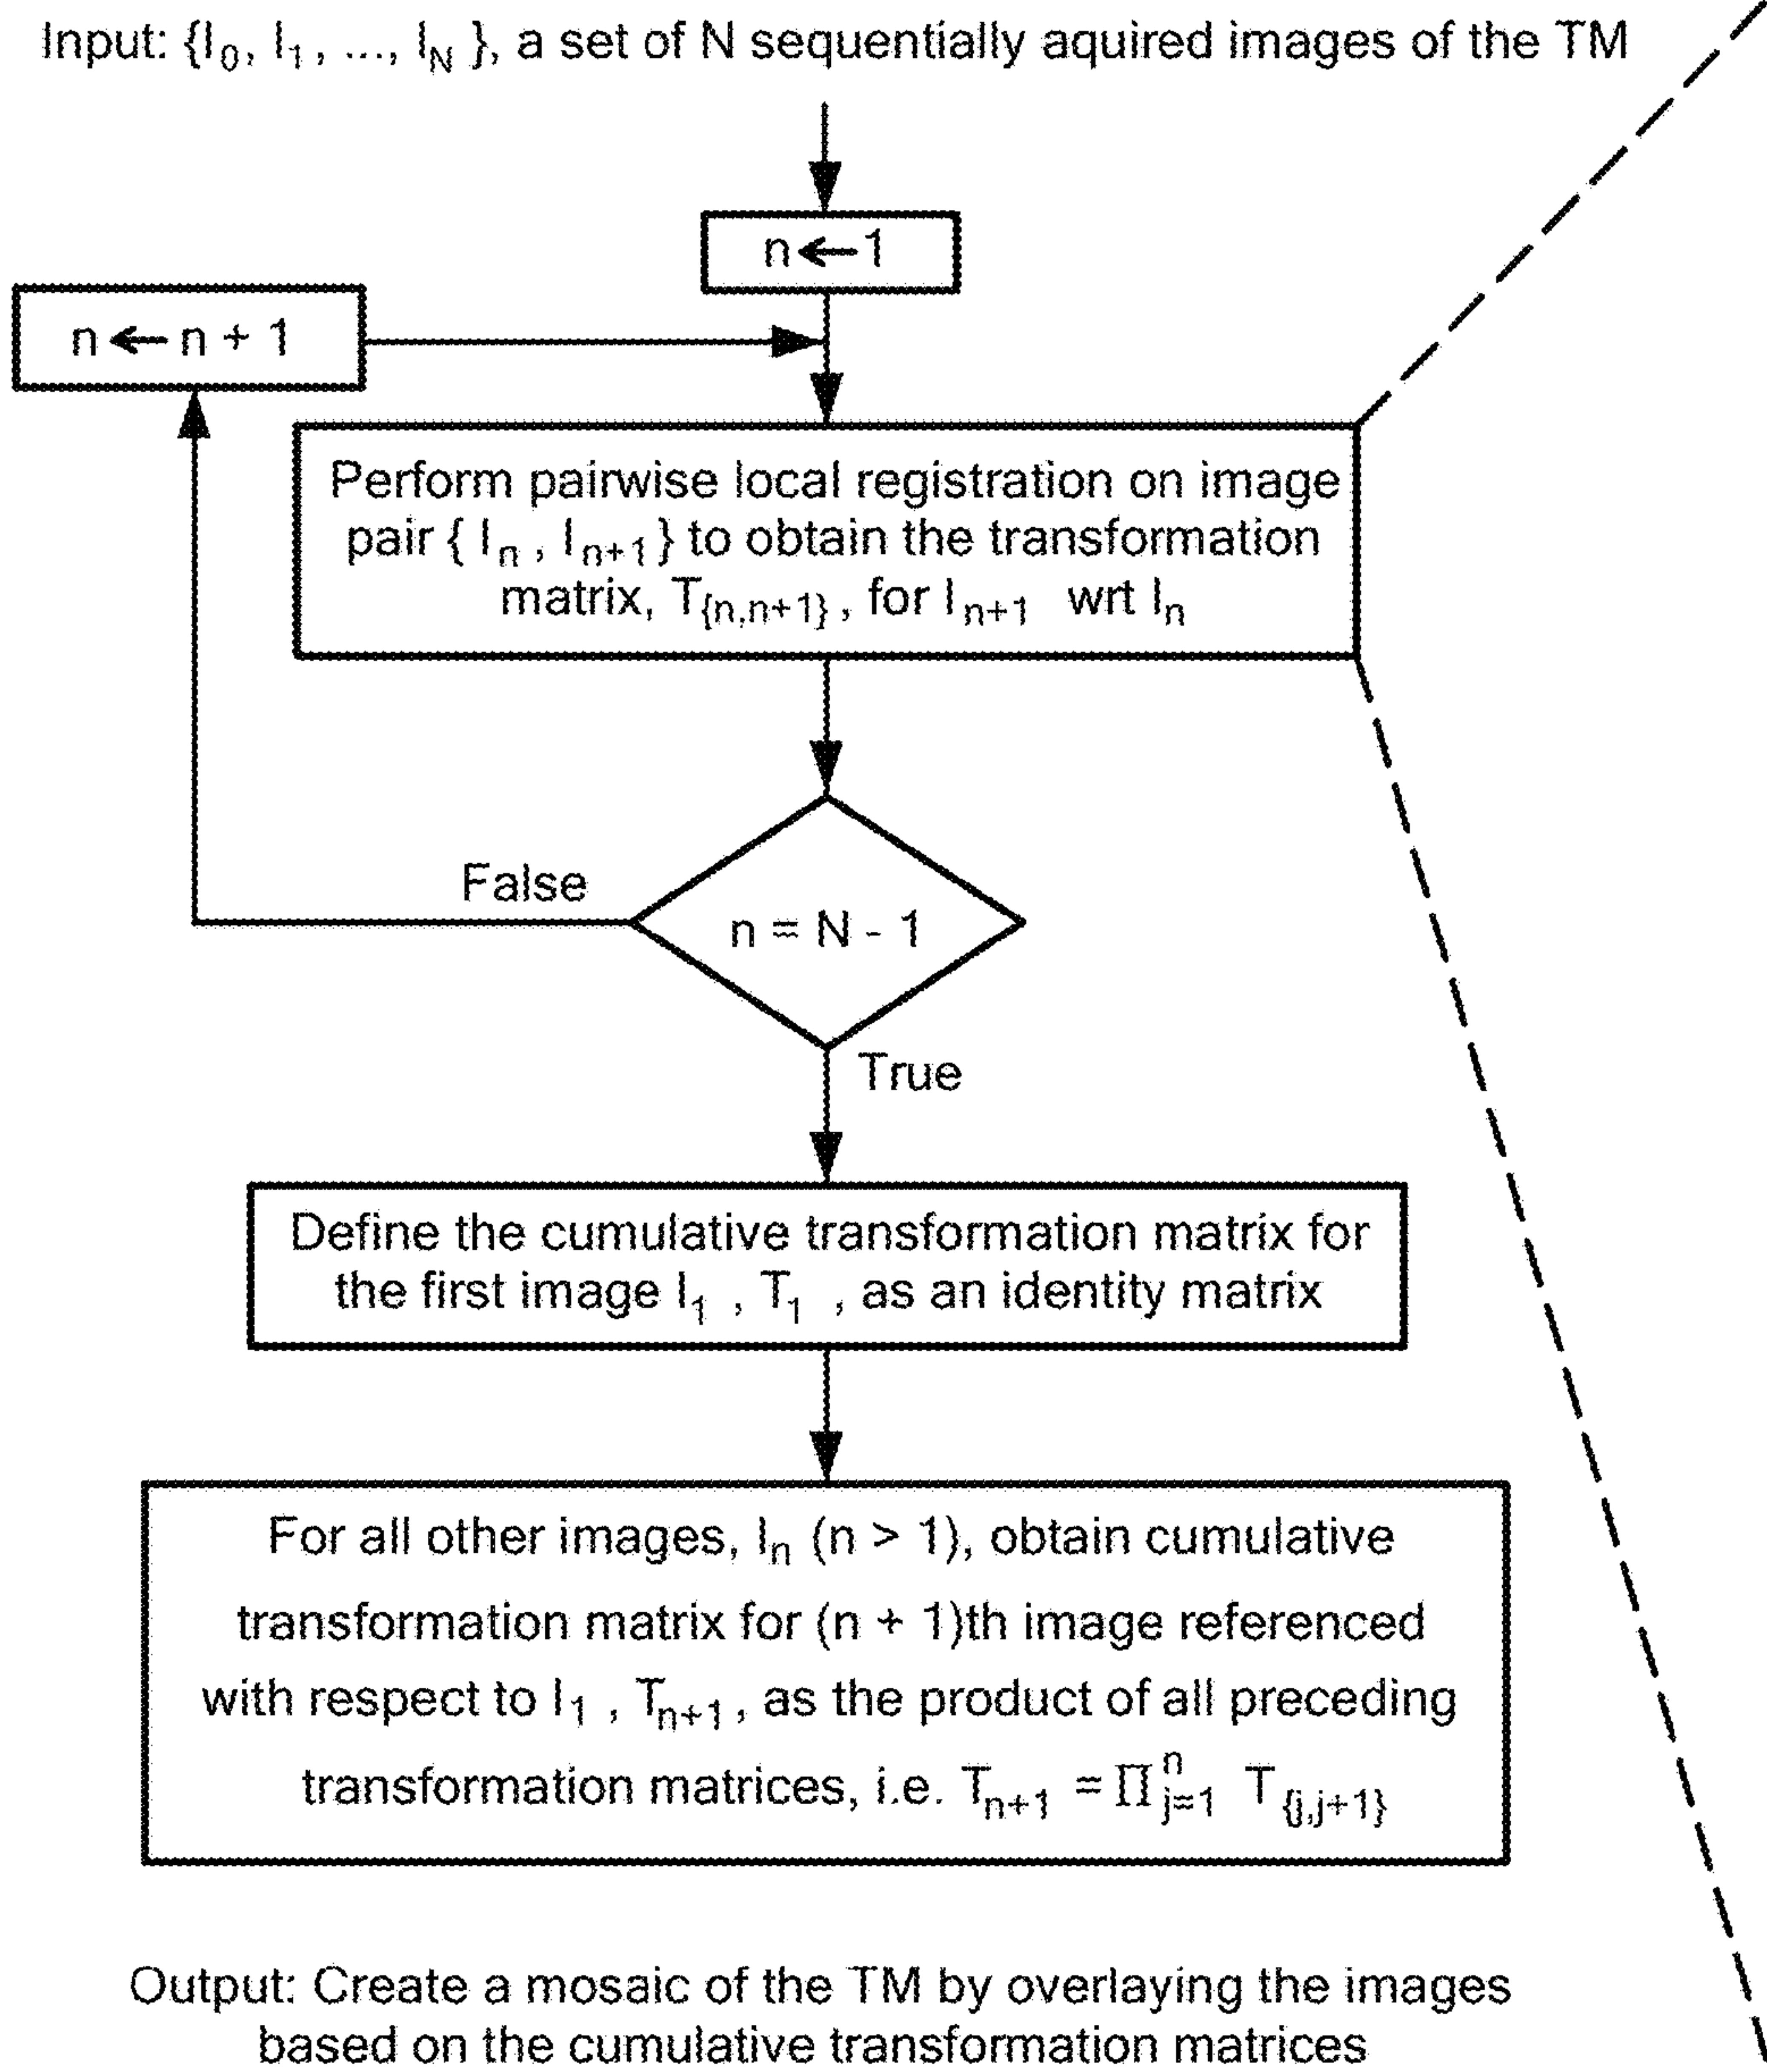 Input: {I₀, I₁, ..., I_N }, a set of N sequentially aquired images of the TM
n←1
n← n + 1
Perform pairwise local registration on image
pair { Iₙ , Iₙ₊₁ } to obtain the transformation
matrix, T_{n,n+1}, for Iₙ₊₁ wrt Iₙ
False
n = N - 1
True
Define the cumulative transformation matrix for
the first image I₁ , T₁ , as an identity matrix
For all other images, Iₙ (n > 1), obtain cumulative
transformation matrix for (n + 1)th image referenced
with respect to I₁ , Tₙ₊₁, as the product of all preceding
transformation matrices, i.e. Tₙ₊₁ = ∏ⁿ_j=1 T_{j,j+1}
Output: Create a mosaic of the TM by overlaying the images
based on the cumulative transformation matrices